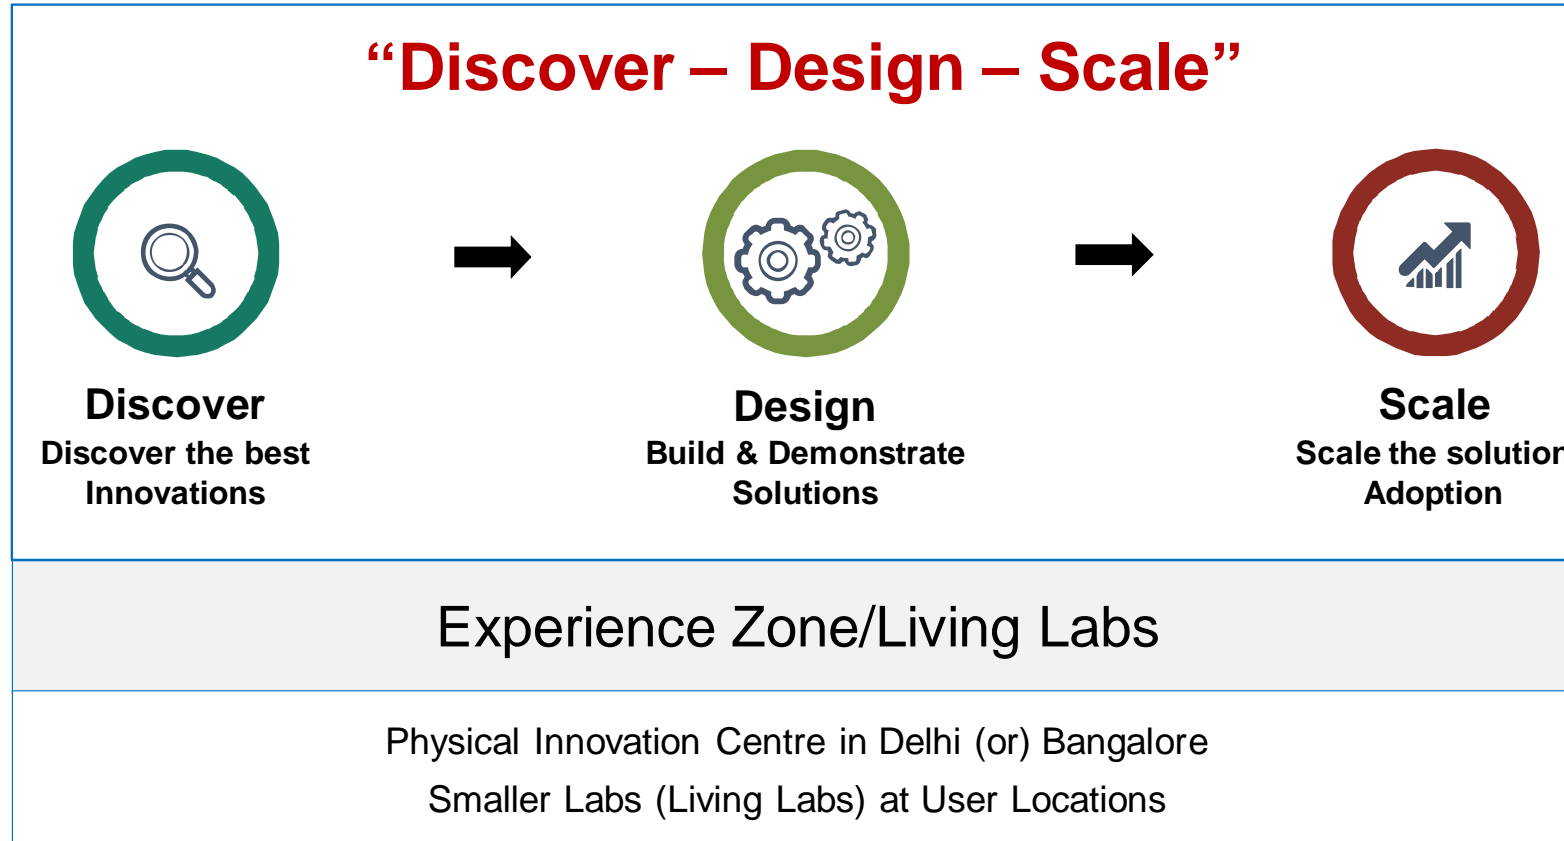 “Discover – Design – Scale”
Discover
Discover the best
Innovations
Design
Build & Demonstrate
Solutions
Scale
Scale the solution
Adoption
Experience Zone/Living Labs
Physical Innovation Centre in Delhi (or) Bangalore
Smaller Labs (Living Labs) at User Locations